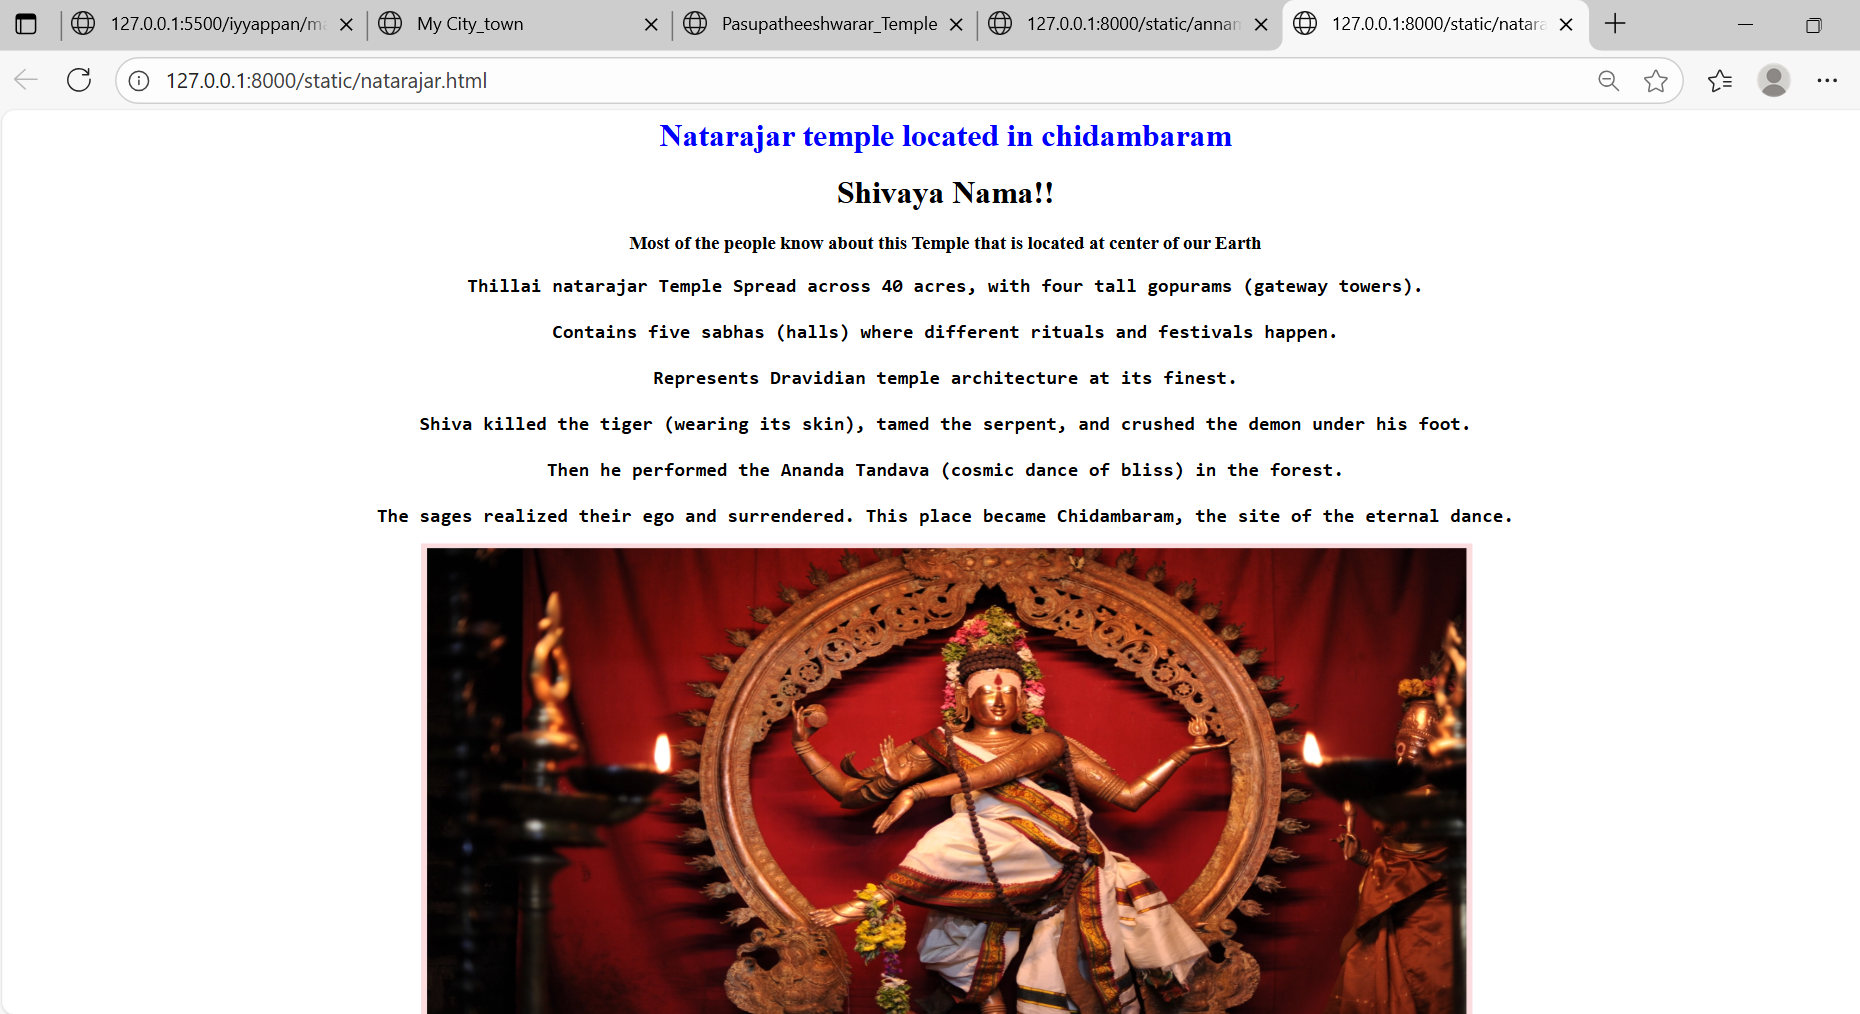 127.0.0.1:5500/iyyappan/ma
My City_town
Pasupatheeshwarar_Temple
127.0.0.1:8000/static/annan
127.0.0.1:8000/static/natara
127.0.0.1:8000/static/natarajar.html
Natarajar temple located in chidambaram
Shivaya Nama!!
Most of the people know about this Temple that is located at center of our Earth
Thillai natarajar Temple Spread across 40 acres, with four tall gopurams (gateway towers).
Contains five sabhas (halls) where different rituals and festivals happen.
Represents Dravidian temple architecture at its finest.
Shiva killed the tiger (wearing its skin), tamed the serpent, and crushed the demon under his foot.
Then he performed the Ananda Tandava (cosmic dance of bliss) in the forest.
The sages realized their ego and surrendered. This place became Chidambaram, the site of the eternal dance.